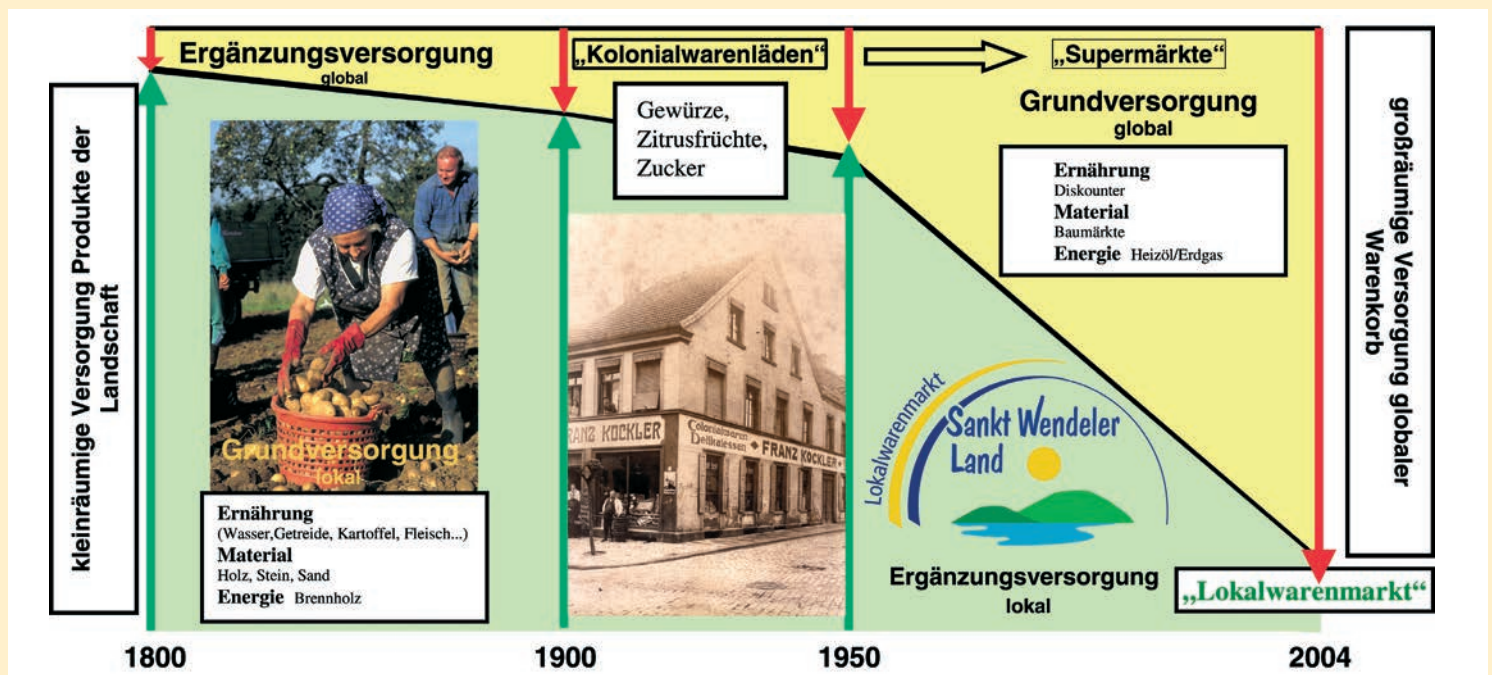 kleinräumige Versorgung Produkte der
Landschaft
Ergänzungsversorgung
global
„Kolonialwarenläden“
Gewürze,
Zitrusfrüchte,
Zucker
„Supermärkte“
Grundversorgung
global
Ernährung
Diskounter
Material
Baumärkte
Energie Heizöl/Erdgas
großräumige Versorgung globaler
Warenkorb
Grundversorgung
lokal
Ernährung
(Wasser,Getreide, Kartoffel, Fleisch...)
Material
Holz, Stein, Sand
Energie Brennholz
FRANZ KOCKLER
Colonialwaren
Delikatessen
FRANZ KOCKLER
Lokalwarenmarkt
Sankt Wendeler
Land
Ergänzungsversorgung
lokal
„Lokalwarenmarkt“
1800
1900
1950
2004